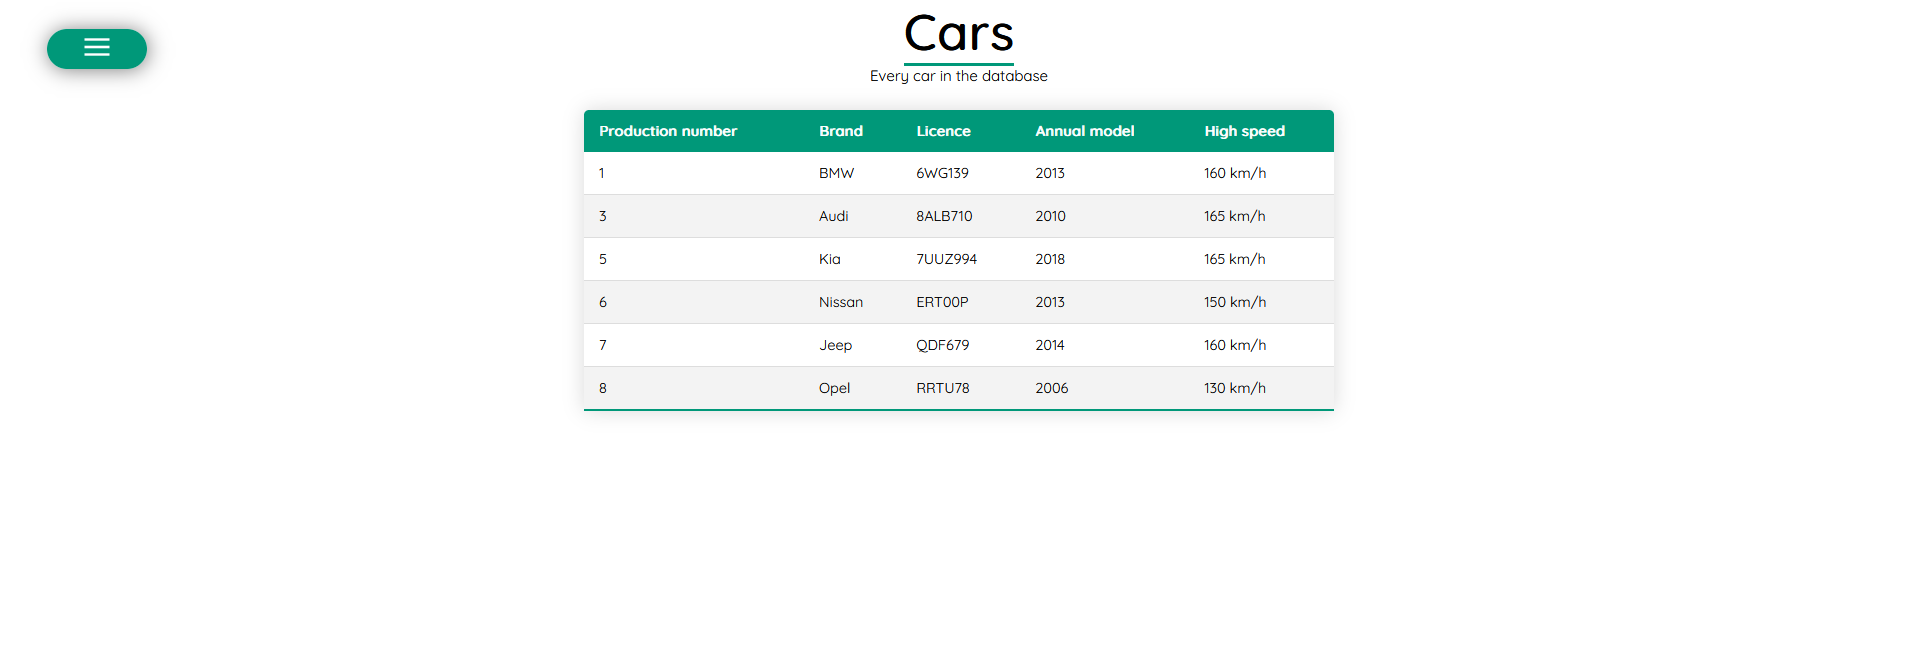 Cars
Every car in the database
Production number Brand Licence Annual model High speed
1 BMW 6WG139 2013 160 km/h
3 Audi 8ALB710 2010 165 km/h
5 Kia 7UUZ994 2018 165 km/h
6 Nissan ERT00P 2013 150 km/h
7 Jeep QDF679 2014 160 km/h
8 Opel RRTU78 2006 130 km/h